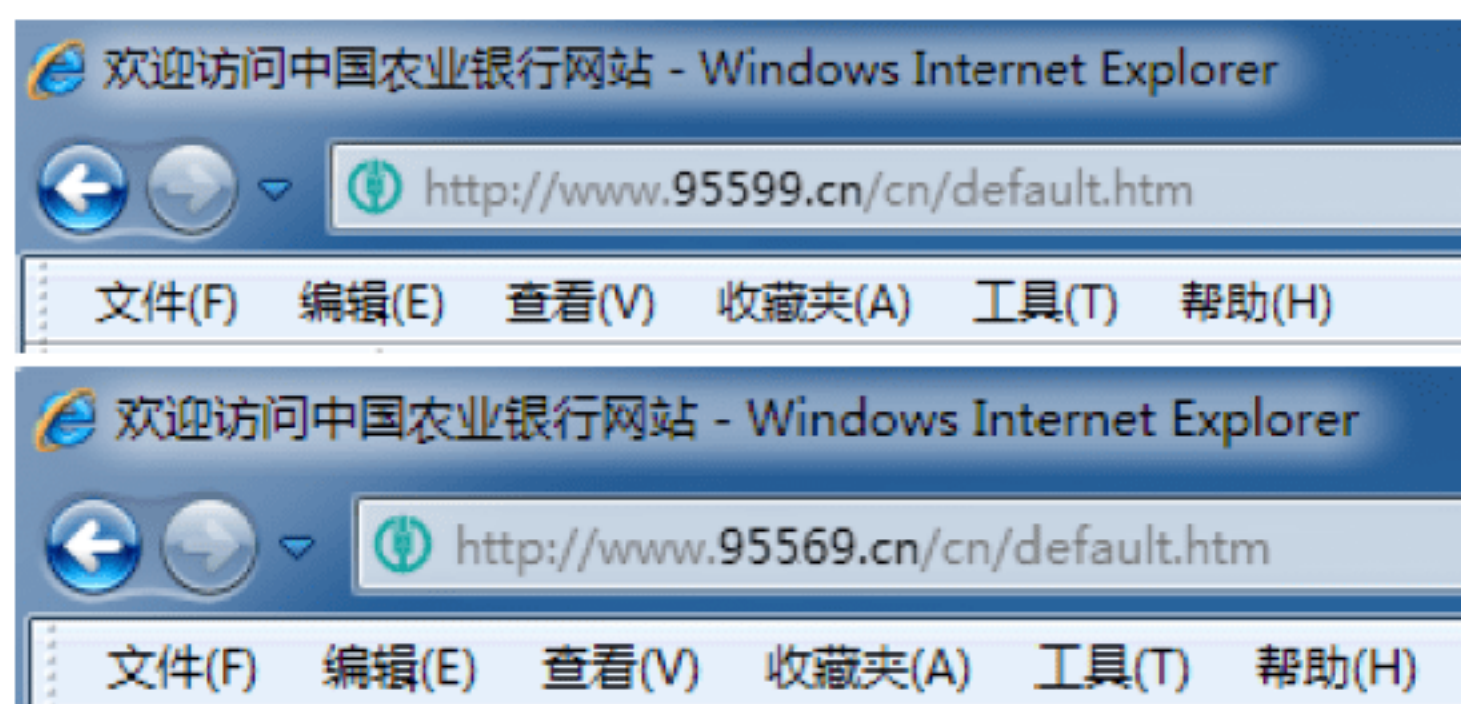 欢迎访问中国农业银行网站 - Windows Internet Explorer
http://www.95599.cn/cn/default.htm
文件(F) 编辑(E) 查看(V) 收藏夹(A) 工具(T) 帮助(H)
欢迎访问中国农业银行网站 - Windows Internet Explorer
http://www.95569.cn/cn/default.htm
文件(F) 编辑(E) 查看(V) 收藏夹(A) 工具(T) 帮助(H)